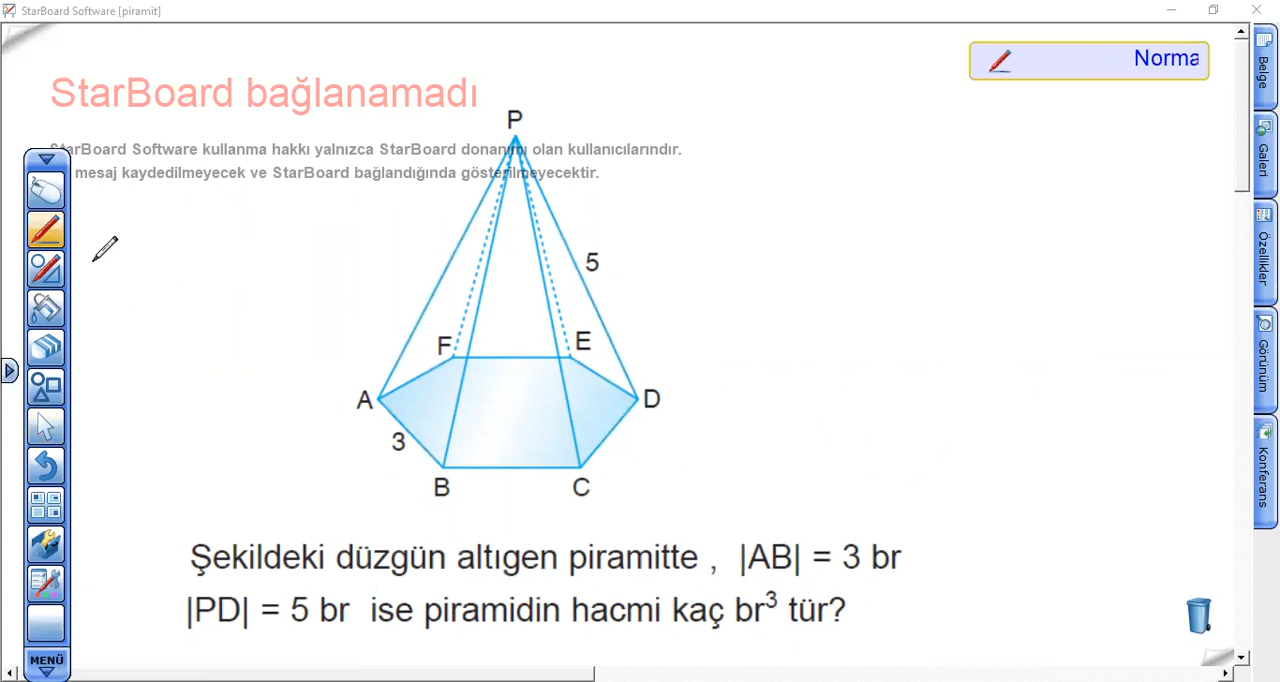 StarBoard Software [piramit]
Norma
StarBoard bağlanamadı
P
StarBoard Software kullanma hakkı yalnızca StarBoard donanımı olan kullanıcılarındır.
mesaj kaydedilmeyecek ve StarBoard bağlandığında gösterilmeyecektir.
5
F
E
A
D
3
B
C
Şekildeki düzgün altıgen piramitte , |AB| = 3 br
|PD| = 5 br ise piramidin hacmi kaç br³ tür?
MENÜ
Belge
Galeri
Özellikler
Görünüm
Konferans